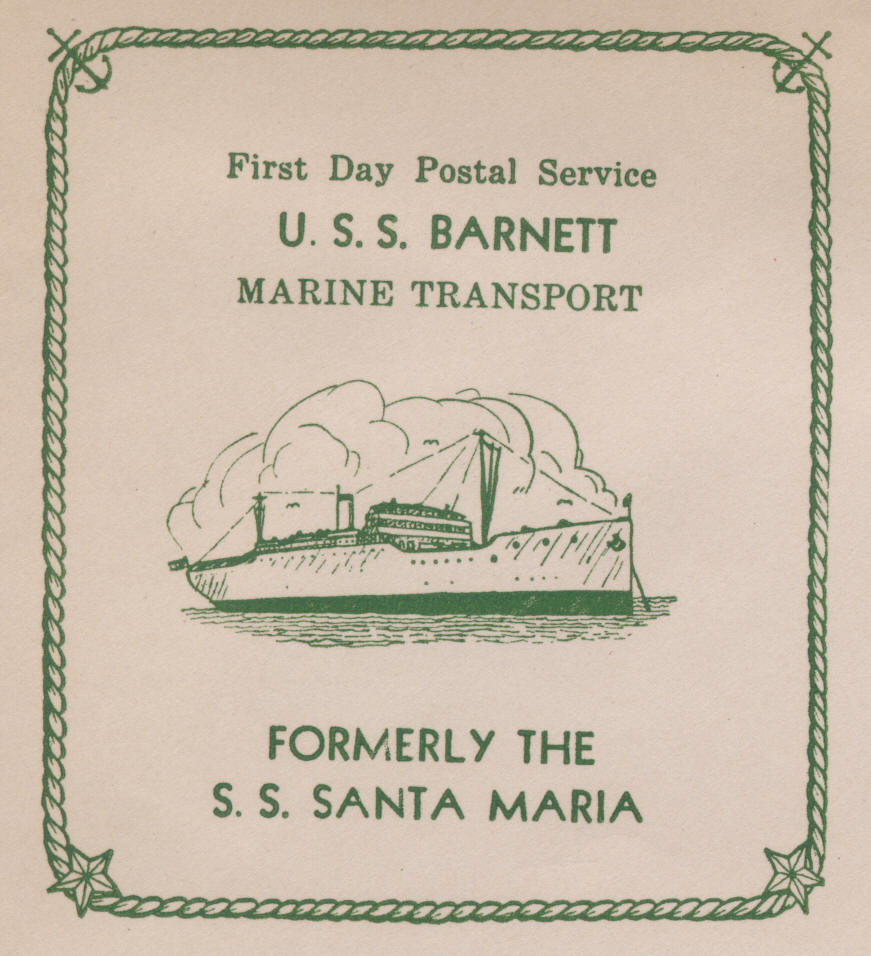 First Day Postal Service
U. S. S. BARNETT
MARINE TRANSPORT
FORMERLY THE
S. S. SANTA MARIA